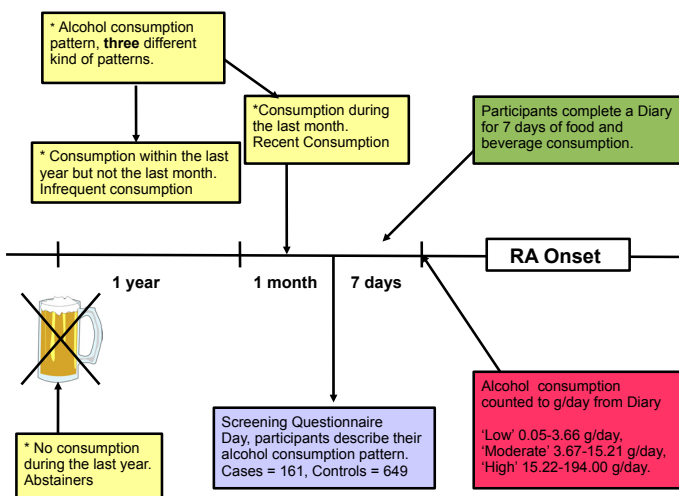 * Alcohol consumption
pattern, three different
kind of patterns.
*Consumption during
the last month.
Recent Consumption
Participants complete a Diary
for 7 days of food and
beverage consumption.
* Consumption within the last
year but not the last month.
Infrequent consumption
RA Onset
1 year
1 month
7 days
* No consumption
during the last year.
Abstainers
Screening Questionnaire
Day, participants describe their
alcohol consumption pattern.
Cases = 161, Controls = 649
Alcohol consumption
counted to g/day from Diary
‘Low’ 0.05-3.66 g/day,
‘Moderate’ 3.67-15.21 g/day,
‘High’ 15.22-194.00 g/day.